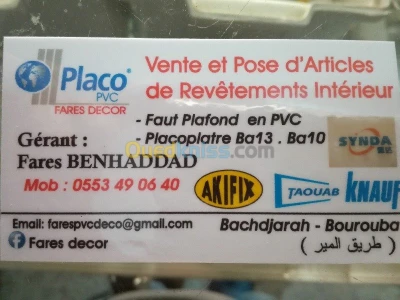 Placo
PVC
FARES DECOR
Vente et Pose d'Articles
de Revêtements Intérieur
- Faut Plafond en PVC
- Placoplatre Ba13 . Ba10
Gérant :
Fares BENHADDAD
Mob : 0553 49 06 40
SYNDA
AKIFIX
TAOUAB
KNAUF
Email: farespvcdeco@gmail.com
Fares decor
Bachdjarah - Bourouba
( طريق المير )